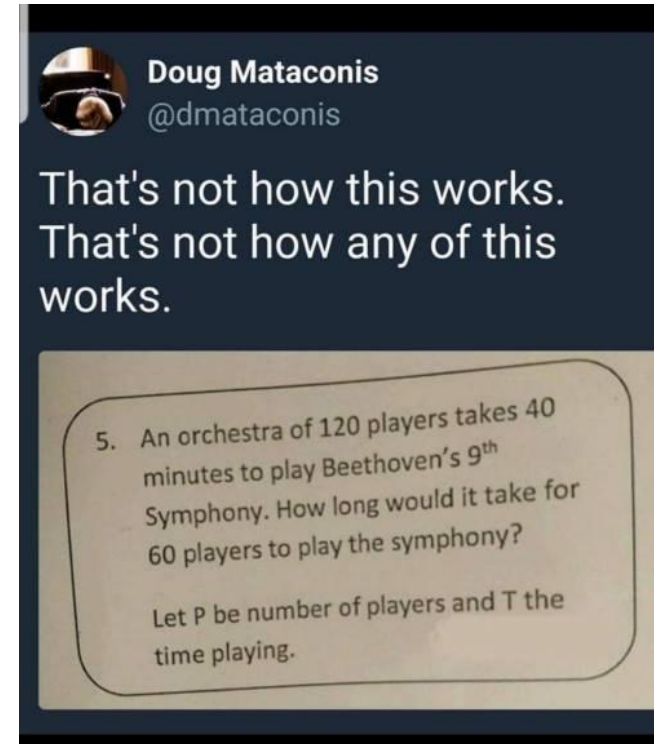 Doug Mataconis
@dmataconis
That's not how this works.
That's not how any of this
works.
5. An orchestra of 120 players takes 40
minutes to play Beethoven's 9th
Symphony. How long would it take for
60 players to play the symphony?
Let P be number of players and T the
time playing.